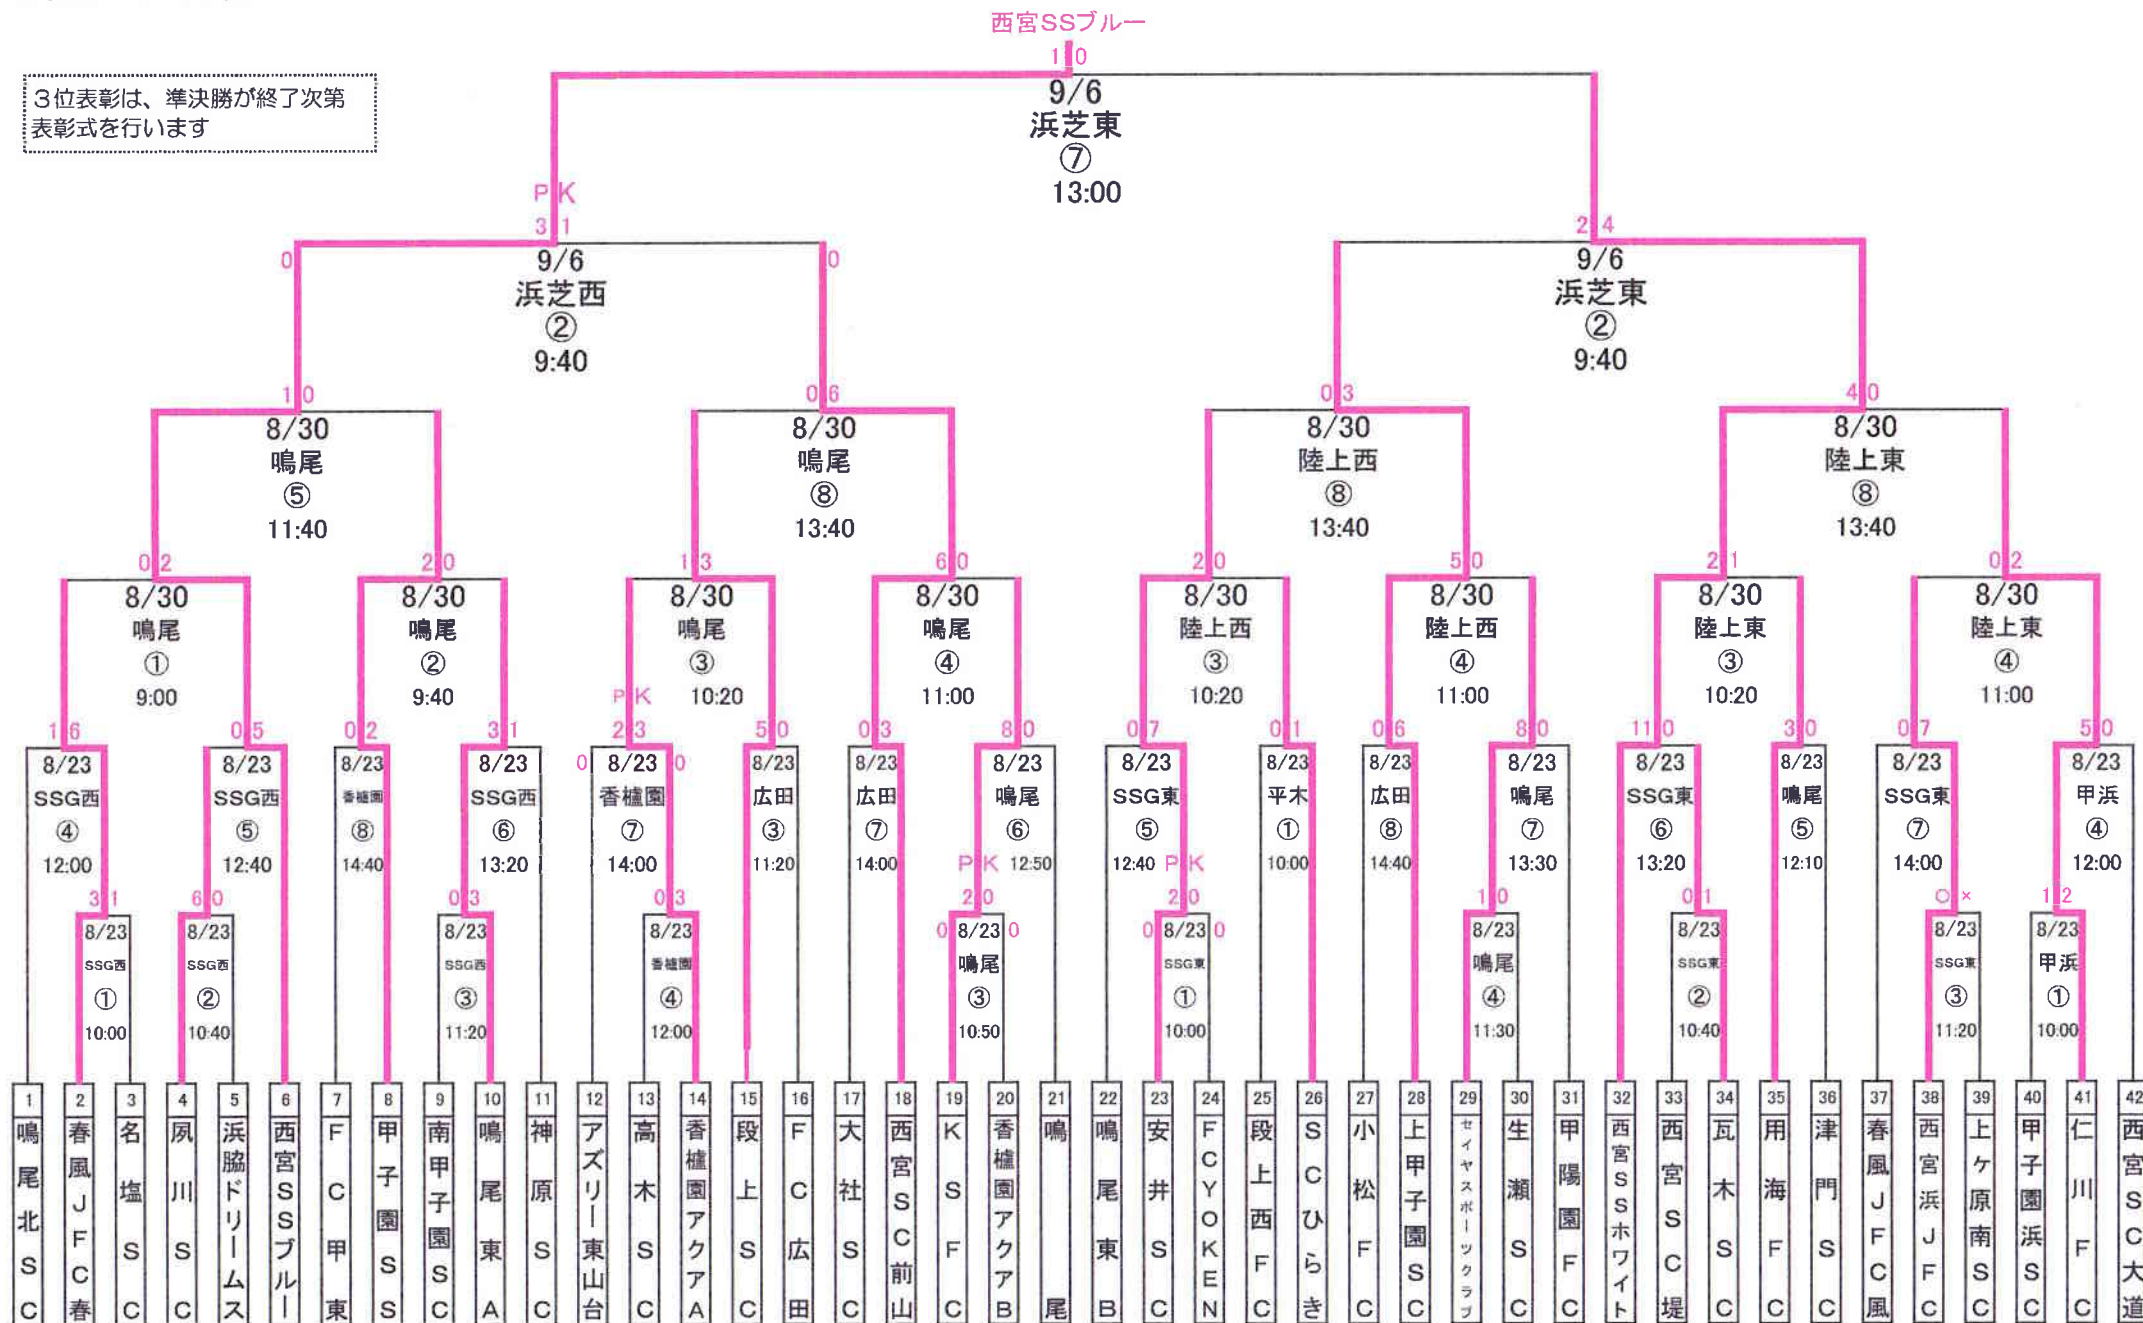 西宮SSブルー
1 0
9/6
浜芝東
⑦
13:00
3位表彰は、準決勝が終了次第
表彰式を行います
PK
3 1
0 0
9/6
浜芝西
②
9:40
2 4
9/6
浜芝東
②
9:40
1 0
8/30
鳴尾
⑤
11:40
0 6
8/30
鳴尾
⑧
13:40
0 3
8/30
陸上西
⑧
13:40
4 0
8/30
陸上東
⑧
13:40
0 2
8/30
鳴尾
①
9:00
2 0
8/30
鳴尾
②
9:40
1 3
8/30
鳴尾
③
10:20
6 0
8/30
鳴尾
④
11:00
2 0
8/30
陸上西
③
10:20
5 0
8/30
陸上西
④
11:00
2 1
8/30
陸上東
③
10:20
0 2
8/30
陸上東
④
11:00
1 6
8/23
SSG西
④
12:00
0 5
8/23
SSG西
⑤
12:40
0 2
8/23
香櫨園
⑧
14:40
3 1
8/23
SSG西
⑥
13:20
PK
2 3
0 0
8/23
香櫨園
⑦
14:00
5 0
8/23
広田
③
11:20
0 3
8/23
広田
⑦
14:00
8 0
8/23
鳴尾
⑥
12:50
0 7
8/23
SSG東
⑤
12:40
0 1
8/23
平木
①
10:00
0 6
8/23
広田
⑧
14:40
8 0
8/23
鳴尾
⑦
13:30
11 0
8/23
SSG東
⑥
13:20
3 0
8/23
鳴尾
⑤
12:10
0 7
8/23
SSG東
⑦
14:00
5 0
8/23
甲浜
④
12:00
3 1
8/23
SSG西
①
10:00
6 0
8/23
SSG西
②
10:40
0 3
8/23
SSG西
③
11:20
0 3
8/23
香櫨園
④
12:00
PK
2 0
0 0
8/23
鳴尾
③
10:50
PK
2 0
0 0
8/23
SSG東
①
10:00
1 0
8/23
鳴尾
④
11:30
0 1
8/23
SSG東
②
10:40
○ ×
8/23
SSG東
③
11:20
1 2
8/23
甲浜
①
10:00
1 鳴尾北SC
2 春風JFC春
3 名塩SC
4 夙川SC
5 浜脇ドリームス
6 西宮SSブルー
7 FC甲東
8 甲子園SS
9 南甲子園SC
10 鳴尾東A
11 神原SC
12 アズリー東山台
13 高木SC
14 香櫨園アクアA
15 段上SC
16 FC広田
17 大社SC
18 西宮SC前山
19 KSFC
20 香櫨園アクアB
21 鳴尾
22 鳴尾東B
23 安井SC
24 FCYOKEN
25 段上西FC
26 SCひらき
27 小松FC
28 上甲子園SC
29 セイヤスポーツクラブ
30 生瀬SC
31 甲陽園FC
32 西宮SSホワイト
33 西宮SC堤
34 瓦木SC
35 用海FC
36 津門SC
37 春風JFC風
38 西宮浜JFC
39 上ケ原南SC
40 甲子園浜SC
41 仁川FC
42 西宮SC大道